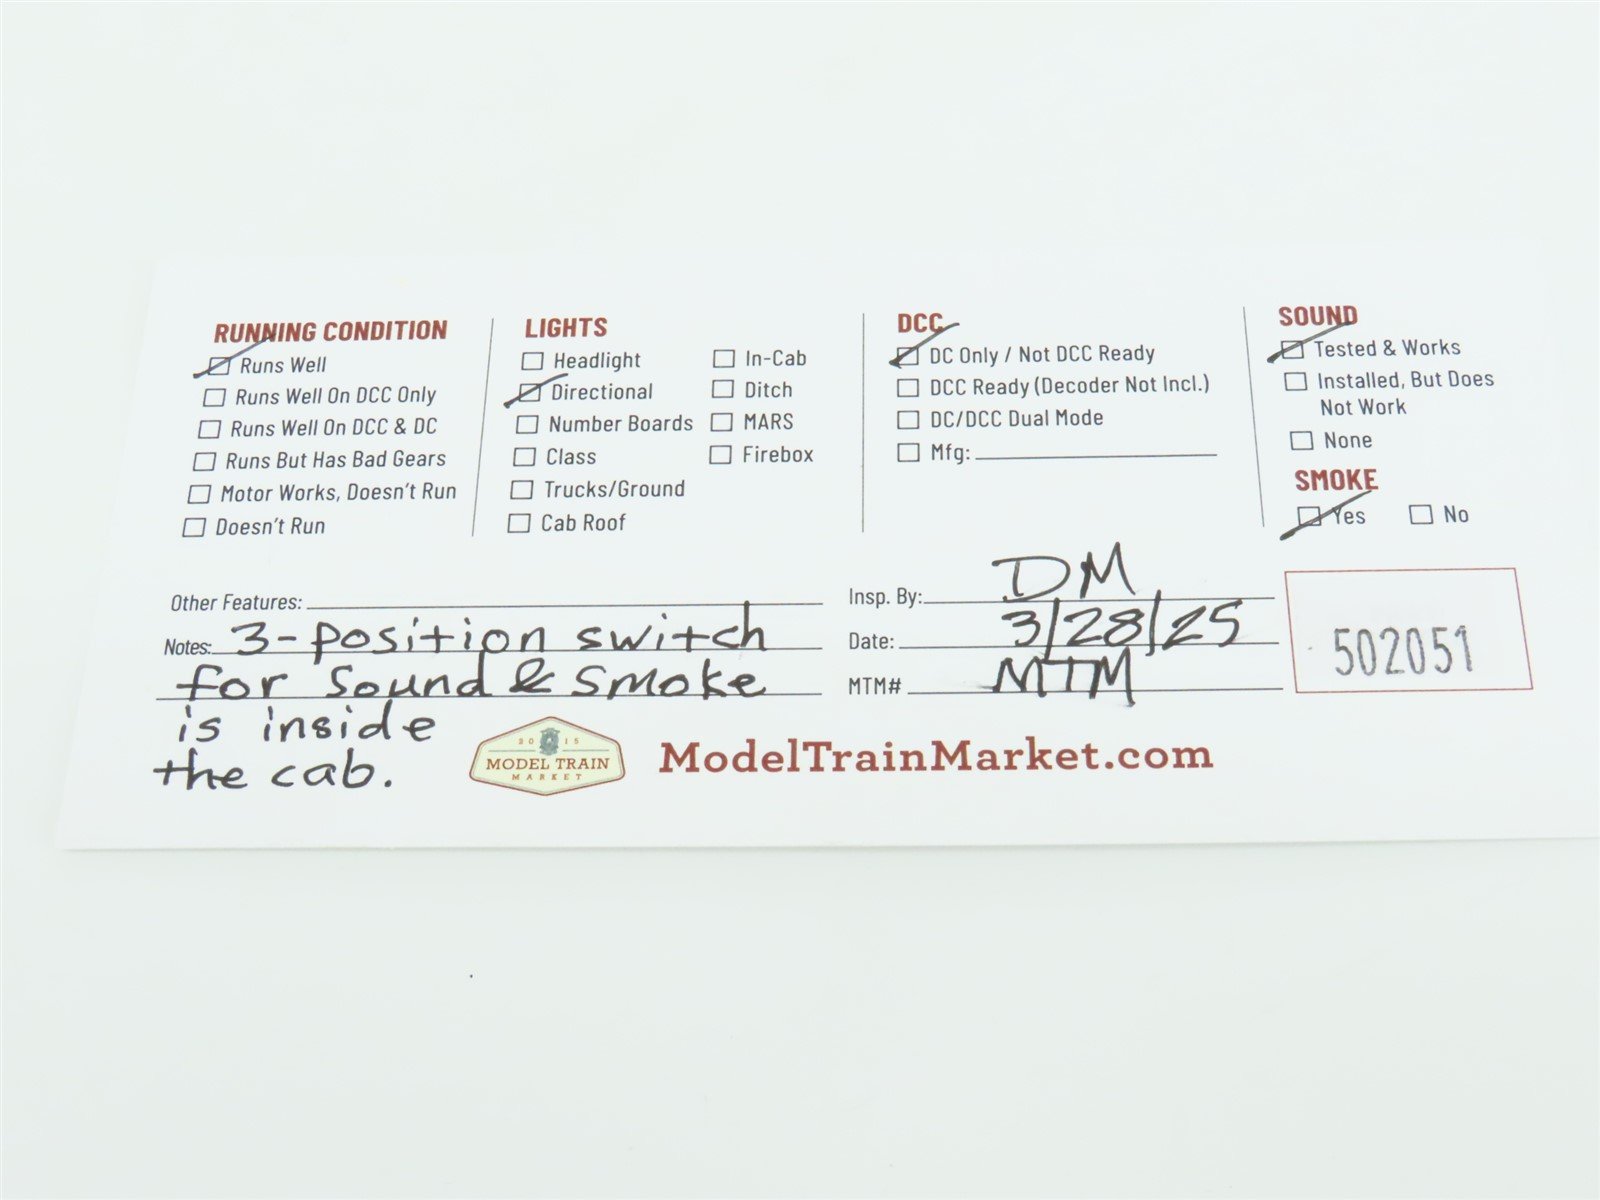 RUNNING CONDITION
Runs Well
Runs Well On DCC Only
Runs Well On DCC & DC
Runs But Has Bad Gears
Motor Works, Doesn't Run
Doesn't Run
LIGHTS
Headlight
Directional
Number Boards
Class
Trucks/Ground
Cab Roof
In-Cab
Ditch
MARS
Firebox
DCC
DC Only / Not DCC Ready
DCC Ready (Decoder Not Incl.)
DC/DCC Dual Mode
Mfg:
SOUND
Tested & Works
Installed, But Does
Not Work
None
SMOKE
Yes No
Other Features:
Notes: 3-position switch
for sound & smoke
is inside
the cab.
Insp. By: DM
Date: 3/28/25
MTM# MTM
502051
2015
MODEL TRAIN
MARKET
ModelTrainMarket.com